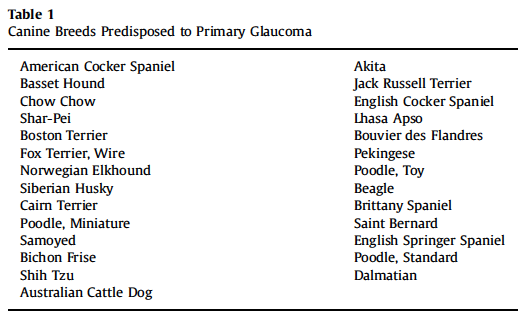 Table 1
Canine Breeds Predisposed to Primary Glaucoma
American Cocker Spaniel
Basset Hound
Chow Chow
Shar-Pei
Boston Terrier
Fox Terrier, Wire
Norwegian Elkhound
Siberian Husky
Cairn Terrier
Poodle, Miniature
Samoyed
Bichon Frise
Shih Tzu
Australian Cattle Dog
Akita
Jack Russell Terrier
English Cocker Spaniel
Lhasa Apso
Bouvier des Flandres
Pekingese
Poodle, Toy
Beagle
Brittany Spaniel
Saint Bernard
English Springer Spaniel
Poodle, Standard
Dalmatian